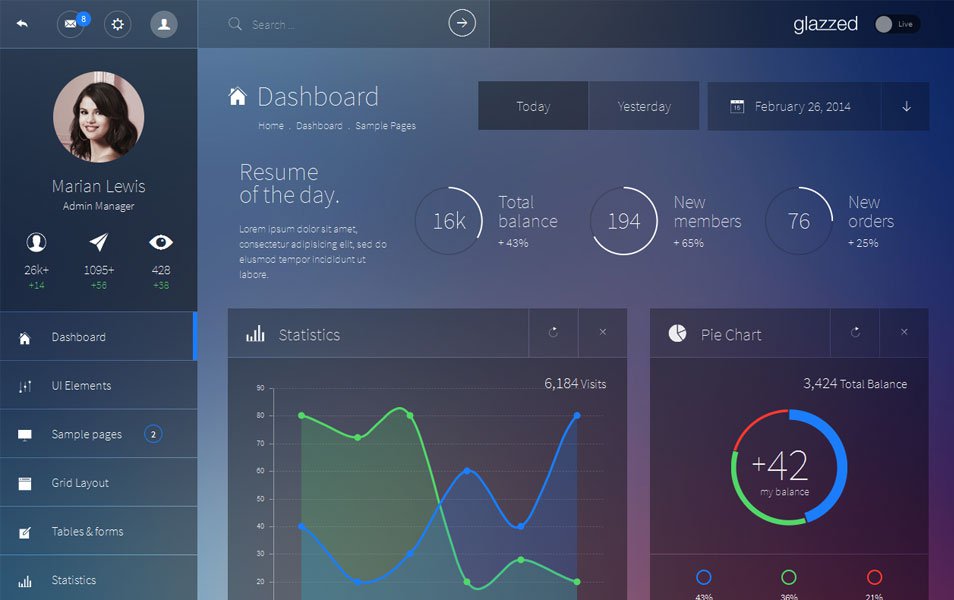 8
Search ...
glazzed
Live
Marian Lewis
Admin Manager
26k+
+14
1095+
+56
428
+38
Dashboard
UI Elements
Sample pages
2
Grid Layout
Tables & forms
Statistics
Dashboard
Home . Dashboard . Sample Pages
Today
Yesterday
February 26, 2014
Resume
of the day.
Lorem ipsum dolor sit amet,
consectetur adipisicing elit, sed do
eiusmod tempor incididunt ut
labore.
16k
Total
balance
+ 43%
194
New
members
+ 65%
76
New
orders
+ 25%
Statistics
6,184 Visits
90
80
70
60
50
40
30
20
Pie Chart
3,424 Total Balance
+42
my balance
43%
36%
21%